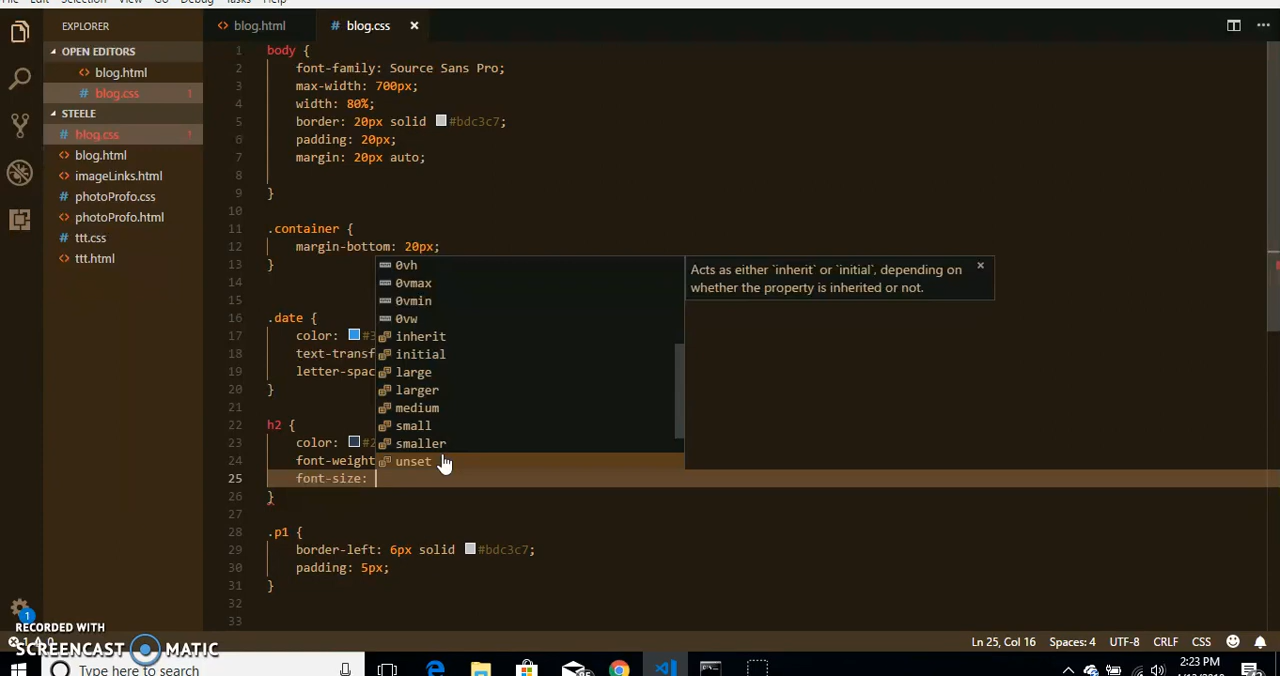 File Edit Selection View Go Debug Tasks Help
EXPLORER
blog.html
blog.css ×
OPEN EDITORS
blog.html
blog.css 1
STEELE
blog.css 1
blog.html
imageLinks.html
photoProfo.css
photoProfo.html
ttt.css
ttt.html
1 body {
2 font-family: Source Sans Pro;
3 max-width: 700px;
4 width: 80%;
5 border: 20px solid #bdc3c7;
6 padding: 20px;
7 margin: 20px auto;
8
9 }
10
11 .container {
12 margin-bottom: 20px;
13 }
14
15
16 .date {
17 color: #3
18 text-transf
19 letter-spac
20 }
21
22 h2 {
23 color: #2
24 font-weight
25 font-size:
26 }
27
28 .p1 {
29 border-left: 6px solid #bdc3c7;
30 padding: 5px;
31 }
32
33
0vh
0vmax
0vmin
0vw
inherit
initial
large
larger
medium
small
smaller
unset
Acts as either `inherit` or `initial`, depending on
whether the property is inherited or not.
×
1
RECORDED WITH
SCREENCAST MATIC
Ln 25, Col 16 Spaces: 4 UTF-8 CRLF CSS
Type here to search
2:23 PM